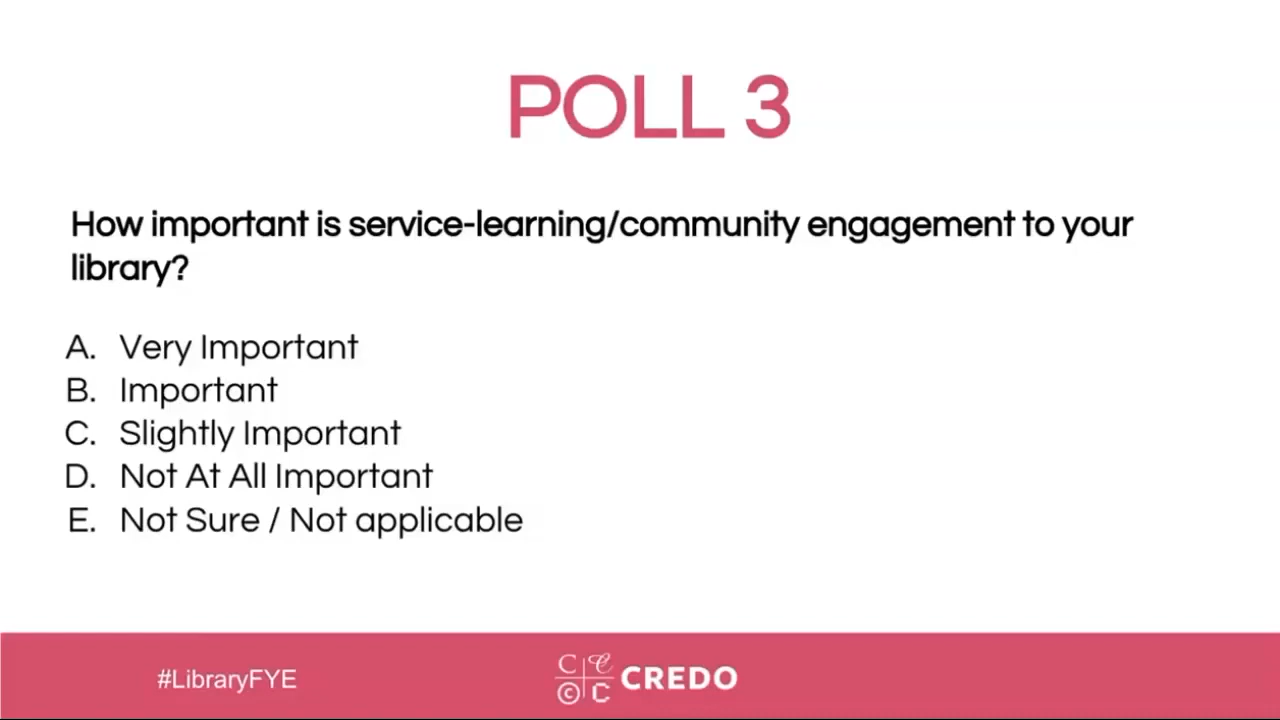 POLL 3
How important is service-learning/community engagement to your
library?
A. Very Important
B. Important
C. Slightly Important
D. Not At All Important
E. Not Sure / Not applicable
#LibraryFYE
C C
© C
CREDO